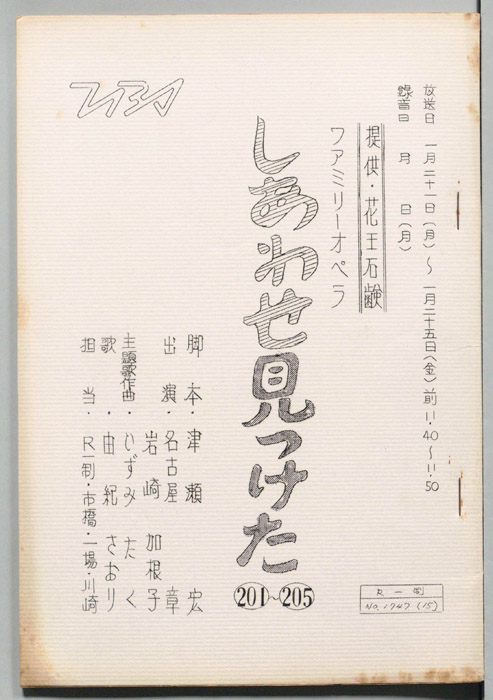 放送日 一月二十一日(月)~一月二十五日(金)前11.40~11.50
録音日 月 日(月)
提供・花王石鹸
ファミリーオペラ
しあわせ見つけた
201~205
脚本・津瀬宏
出演・名古屋章
岩崎加根子
主題歌作曲・いずみたく
歌・由紀さおり
担当・R一制・市橋・一場・川崎
R一制
NO.1747(15)